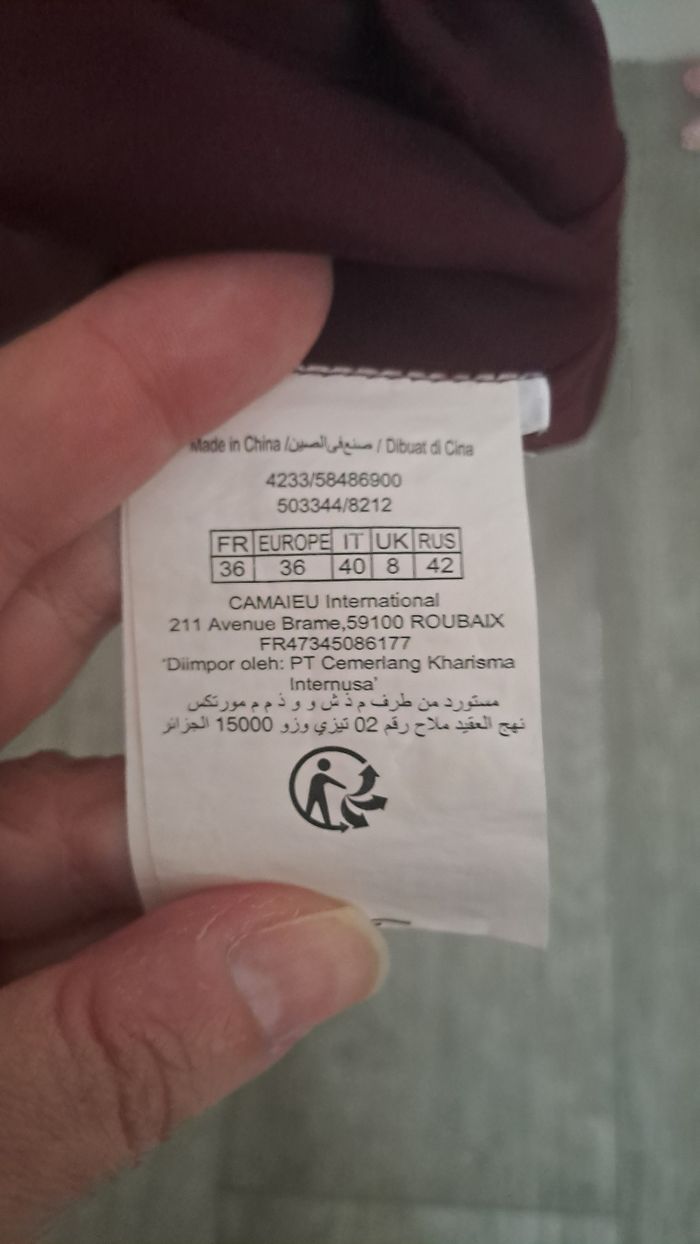 Made in China /صنع في الصين / Dibuat di Cina
4233/58486900
503344/8212
FR EUROPE IT UK RUS
36 36 40 8 42
CAMAIEU International
211 Avenue Brame,59100 ROUBAIX
FR47345086177
'Diimpor oleh: PT Cemerlang Kharisma
Internusa'
مستورد من طرف م ذ ش و و ذ م م مورتكس
نهج العقيد ملاح رقم 02 تيزي وزو 15000 الجزائر